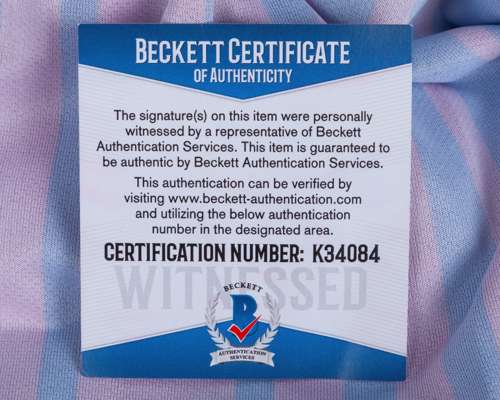 BECKETT CERTIFICATE
OF AUTHENTICITY
The signature(s) on this item were personally
witnessed by a representative of Beckett
Authentication Services. This item is guaranteed to
be authentic by Beckett Authentication Services.
This authentication can be verified by
visiting www.beckett-authentication.com
and utilizing the below authentication
number in the designated area.
CERTIFICATION NUMBER: K34084
WITNESSED
BECKETT
B
AUTHENTICATION
SERVICES